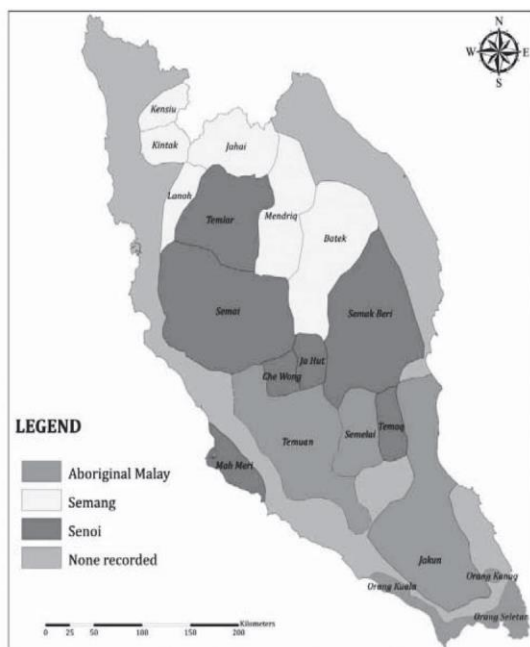 N
W E
S
Kensiu
Kintak
Jahai
Lanoh
Temiar
Mendriq
Batek
Semai
Semak Beri
Ja Hut
Che Wong
Temuan
Semelai
Temoq
Mah Meri
LEGEND
Aboriginal Malay
Semang
Senoi
None recorded
Jakun
Orang Kanaq
Orang Kuala
Orang Seletar
Kilometers
0 25 50 100 150 200